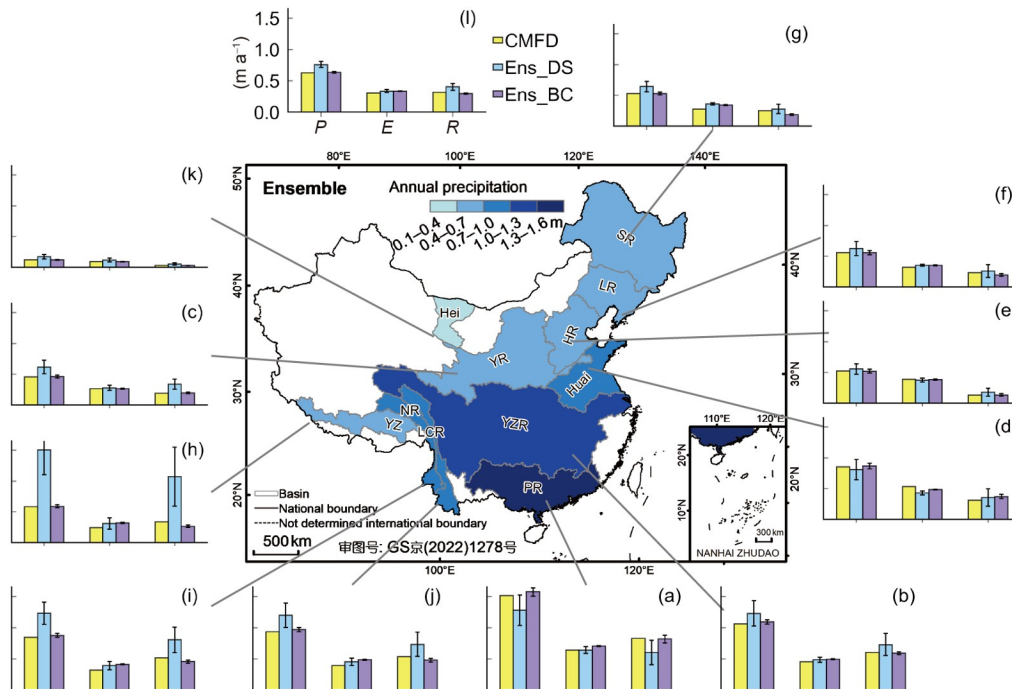 (l)
1.5
1.0
0.5
0.0
(m a⁻¹)
P E R
CMFD
Ens_DS
Ens_BC
(g)
(k)
(c)
(h)
(i)
(j)
(a)
(b)
(f)
(e)
(d)
80°E 100°E 120°E 140°E
50°N
40°N
30°N
20°N
40°N
30°N
20°N
100°E 120°E
Ensemble
Annual precipitation
0.1–0.4
0.4–0.7
0.7–1.0
1.0–1.3
1.3–1.6 m
SR
LR
HR
Hei
YR
Huai
NR
YZ
LCR
YZR
PR
Basin
National boundary
Not determined international boundary
500 km
审图号: GS京(2022)1278号
110°E 120°E
20°N
10°N
300 km
NANHAI ZHUDAO